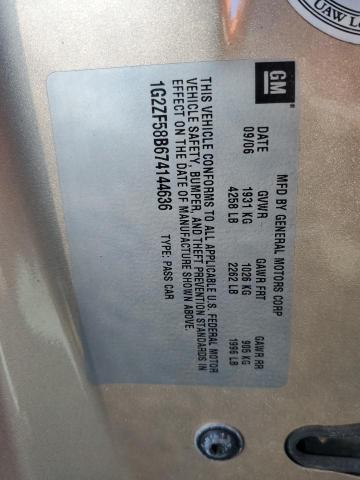 UAW Lo
GM
MFD BY GENERAL MOTORS CORP
DATE GVWR GAWR FRT GAWR RR
09/06 1931 KG 1026 KG 905 KG
4258 LB 2262 LB 1996 LB
THIS VEHICLE CONFORMS TO ALL APPLICABLE U.S. FEDERAL MOTOR
VEHICLE SAFETY, BUMPER, AND THEFT PREVENTION STANDARDS IN
EFFECT ON THE DATE OF MANUFACTURE SHOWN ABOVE.
1G2ZF58B674144636 TYPE: PASS CAR